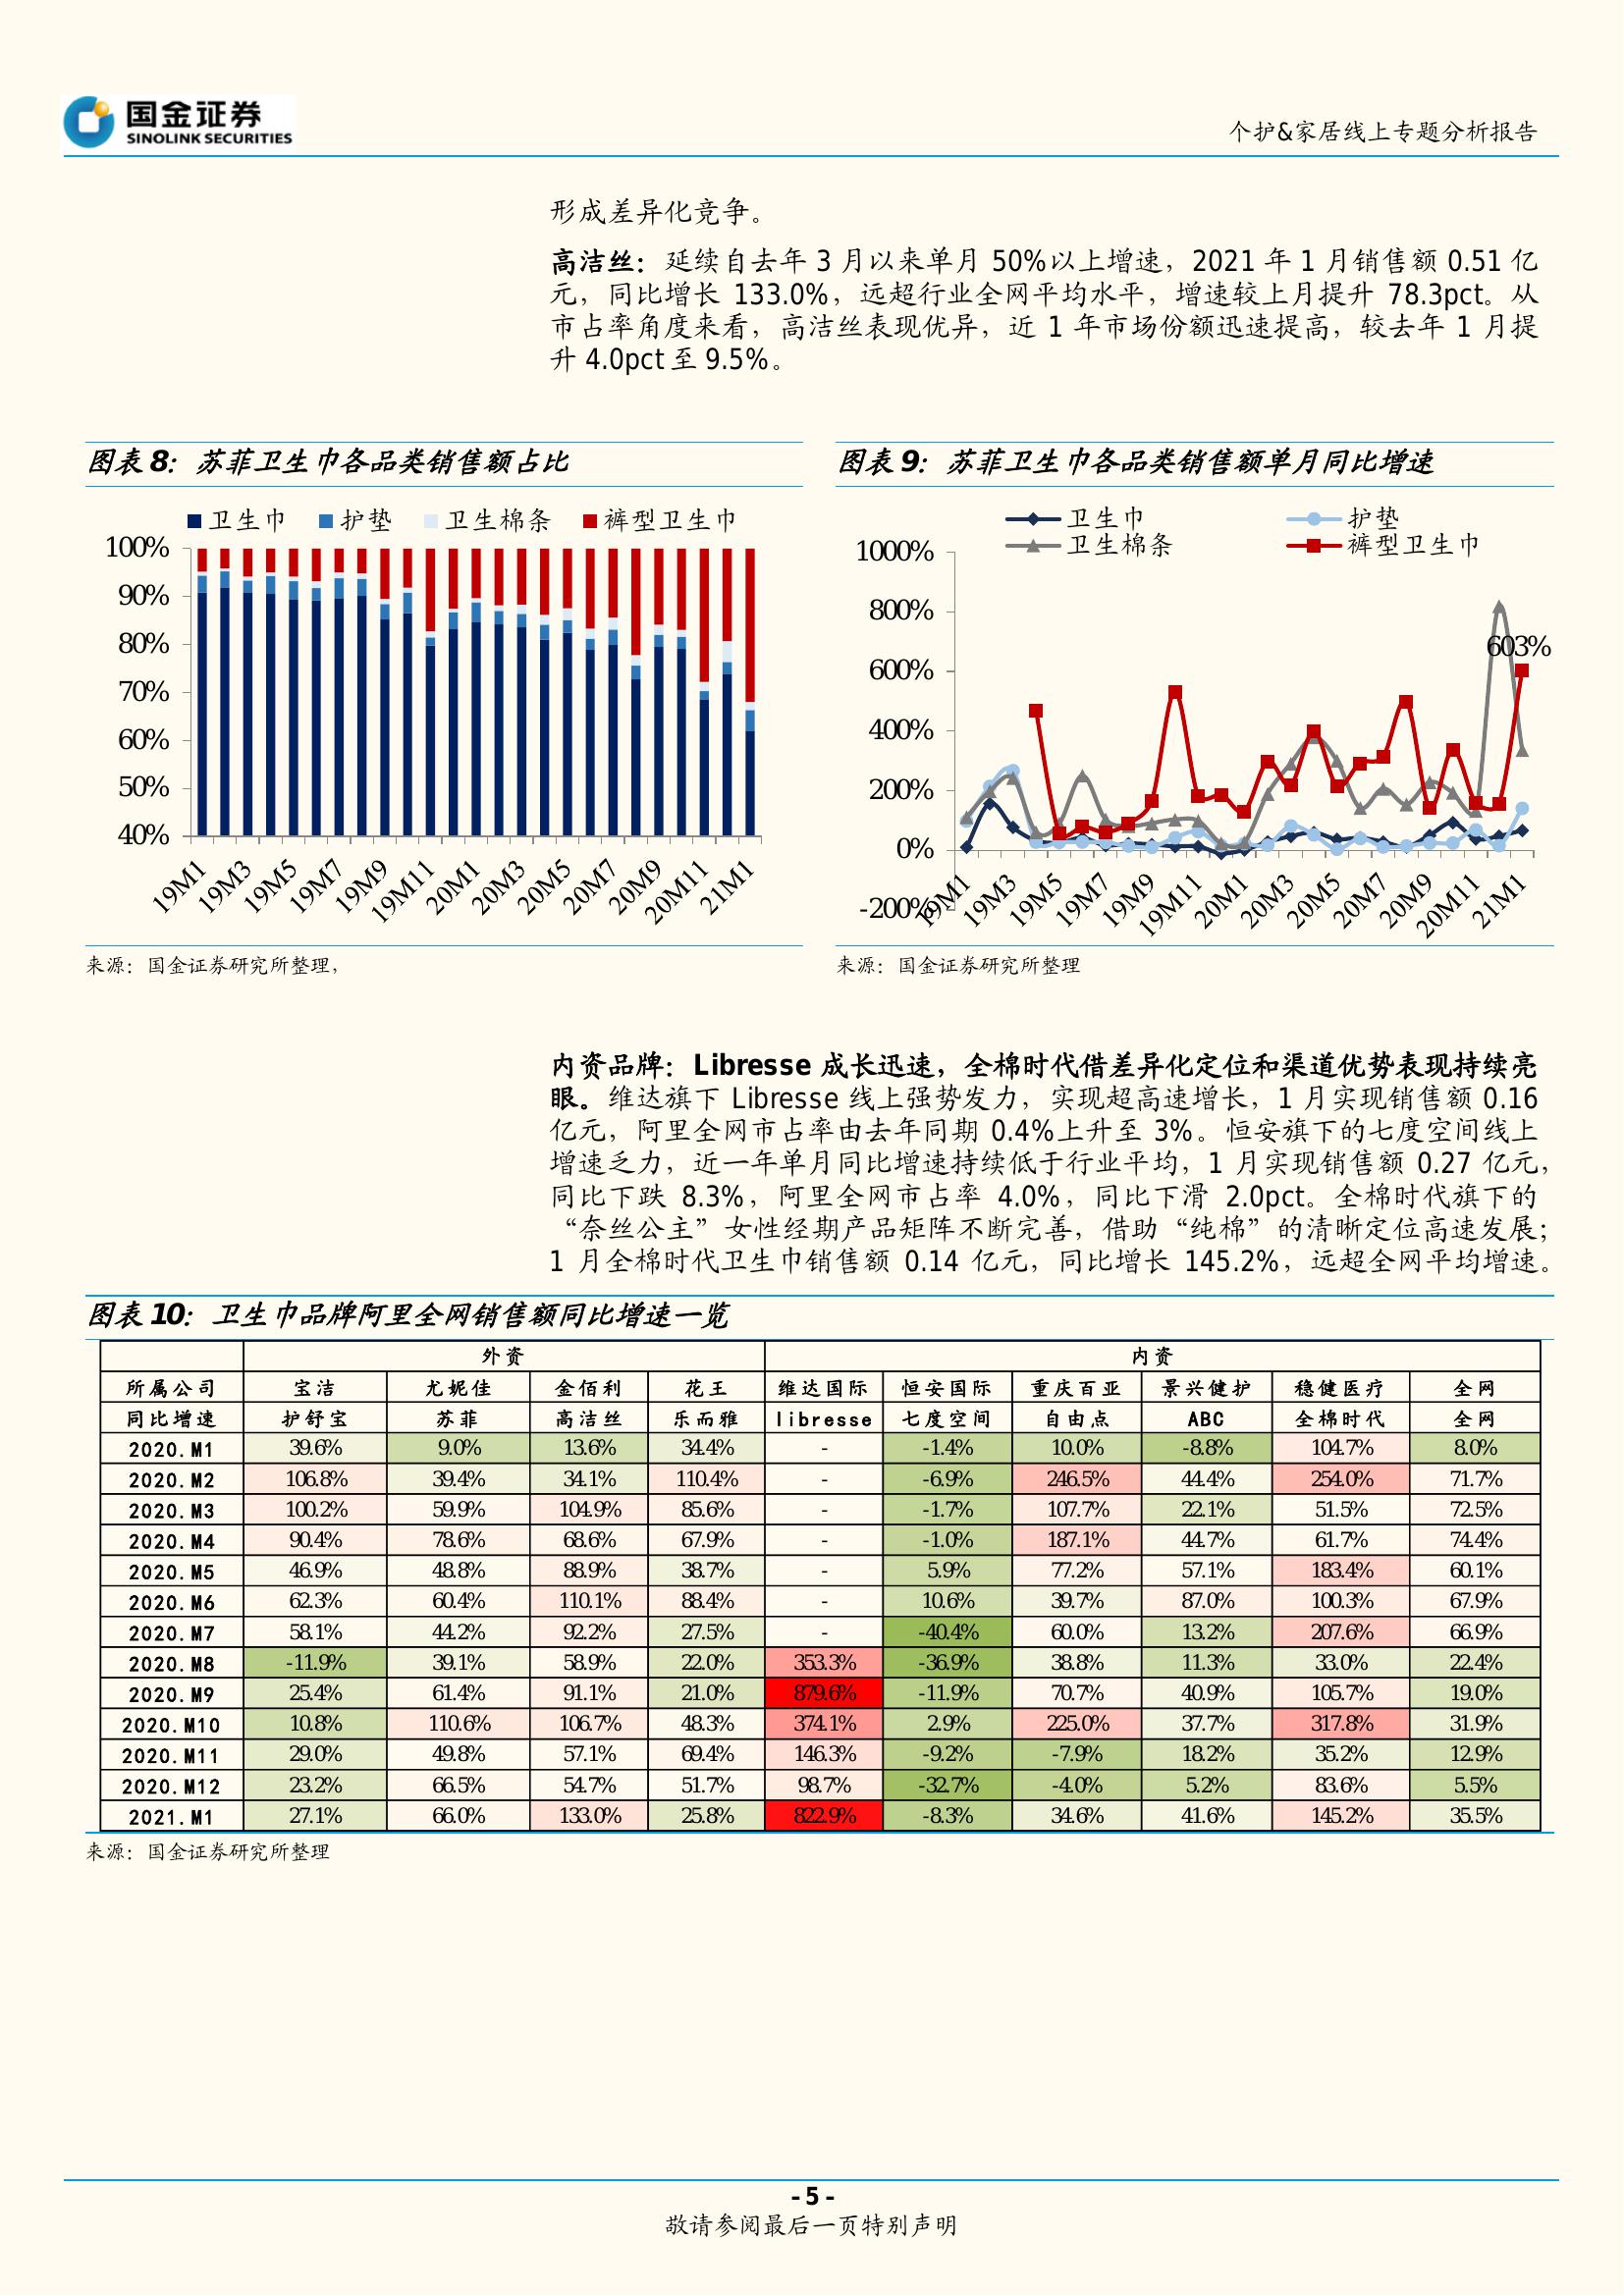 国金证券
SINOLINK SECURITIES
个护&家居线上专题分析报告
形成差异化竞争。
高洁丝：延续自去年 3 月以来单月 50%以上增速，2021 年 1 月销售额 0.51 亿
元，同比增长 133.0%，远超行业全网平均水平，增速较上月提升 78.3pct。从
市占率角度来看，高洁丝表现优异，近 1 年市场份额迅速提高，较去年 1 月提
升 4.0pct 至 9.5%。
图表 8：苏菲卫生巾各品类销售额占比
卫生巾 护垫 卫生棉条 裤型卫生巾
100%
90%
80%
70%
60%
50%
40%
19M1 19M3 19M5 19M7 19M9 19M11 20M1 20M3 20M5 20M7 20M9 20M11 21M1
来源：国金证券研究所整理，
图表 9：苏菲卫生巾各品类销售额单月同比增速
卫生巾 护垫
卫生棉条 裤型卫生巾
1000%
800%
603%
600%
400%
200%
0%
-200%
19M1 19M3 19M5 19M7 19M9 19M11 20M1 20M3 20M5 20M7 20M9 20M11 21M1
来源：国金证券研究所整理
内资品牌：Libresse 成长迅速，全棉时代借差异化定位和渠道优势表现持续亮
眼。维达旗下 Libresse 线上强势发力，实现超高速增长，1 月实现销售额 0.16
亿元，阿里全网市占率由去年同期 0.4%上升至 3%。恒安旗下的七度空间线上
增速乏力，近一年单月同比增速持续低于行业平均，1 月实现销售额 0.27 亿元，
同比下跌 8.3%，阿里全网市占率 4.0%，同比下滑 2.0pct。全棉时代旗下的
“奈丝公主”女性经期产品矩阵不断完善，借助“纯棉”的清晰定位高速发展；
1 月全棉时代卫生巾销售额 0.14 亿元，同比增长 145.2%，远超全网平均增速。
图表 10：卫生巾品牌阿里全网销售额同比增速一览
外资 内资
所属公司 宝洁 尤妮佳 金佰利 花王 维达国际 恒安国际 重庆百亚 景兴健护 稳健医疗 全网
同比增速 护舒宝 苏菲 高洁丝 乐而雅 libresse 七度空间 自由点 ABC 全棉时代 全网
2020.M1 39.6% 9.0% 13.6% 34.4% - -1.4% 10.0% -8.8% 104.7% 8.0%
2020.M2 106.8% 39.4% 34.1% 110.4% - -6.9% 246.5% 44.4% 254.0% 71.7%
2020.M3 100.2% 59.9% 104.9% 85.6% - -1.7% 107.7% 22.1% 51.5% 72.5%
2020.M4 90.4% 78.6% 68.6% 67.9% - -1.0% 187.1% 44.7% 61.7% 74.4%
2020.M5 46.9% 48.8% 88.9% 38.7% - 5.9% 77.2% 57.1% 183.4% 60.1%
2020.M6 62.3% 60.4% 110.1% 88.4% - 10.6% 39.7% 87.0% 100.3% 67.9%
2020.M7 58.1% 44.2% 92.2% 27.5% - -40.4% 60.0% 13.2% 207.6% 66.9%
2020.M8 -11.9% 39.1% 58.9% 22.0% 353.3% -36.9% 38.8% 11.3% 33.0% 22.4%
2020.M9 25.4% 61.4% 91.1% 21.0% 879.6% -11.9% 70.7% 40.9% 105.7% 19.0%
2020.M10 10.8% 110.6% 106.7% 48.3% 374.1% 2.9% 225.0% 37.7% 317.8% 31.9%
2020.M11 29.0% 49.8% 57.1% 69.4% 146.3% -9.2% -7.9% 18.2% 35.2% 12.9%
2020.M12 23.2% 66.5% 54.7% 51.7% 98.7% -32.7% -4.0% 5.2% 83.6% 5.5%
2021.M1 27.1% 66.0% 133.0% 25.8% 822.9% -8.3% 34.6% 41.6% 145.2% 35.5%
来源：国金证券研究所整理
- 5 -
敬请参阅最后一页特别声明